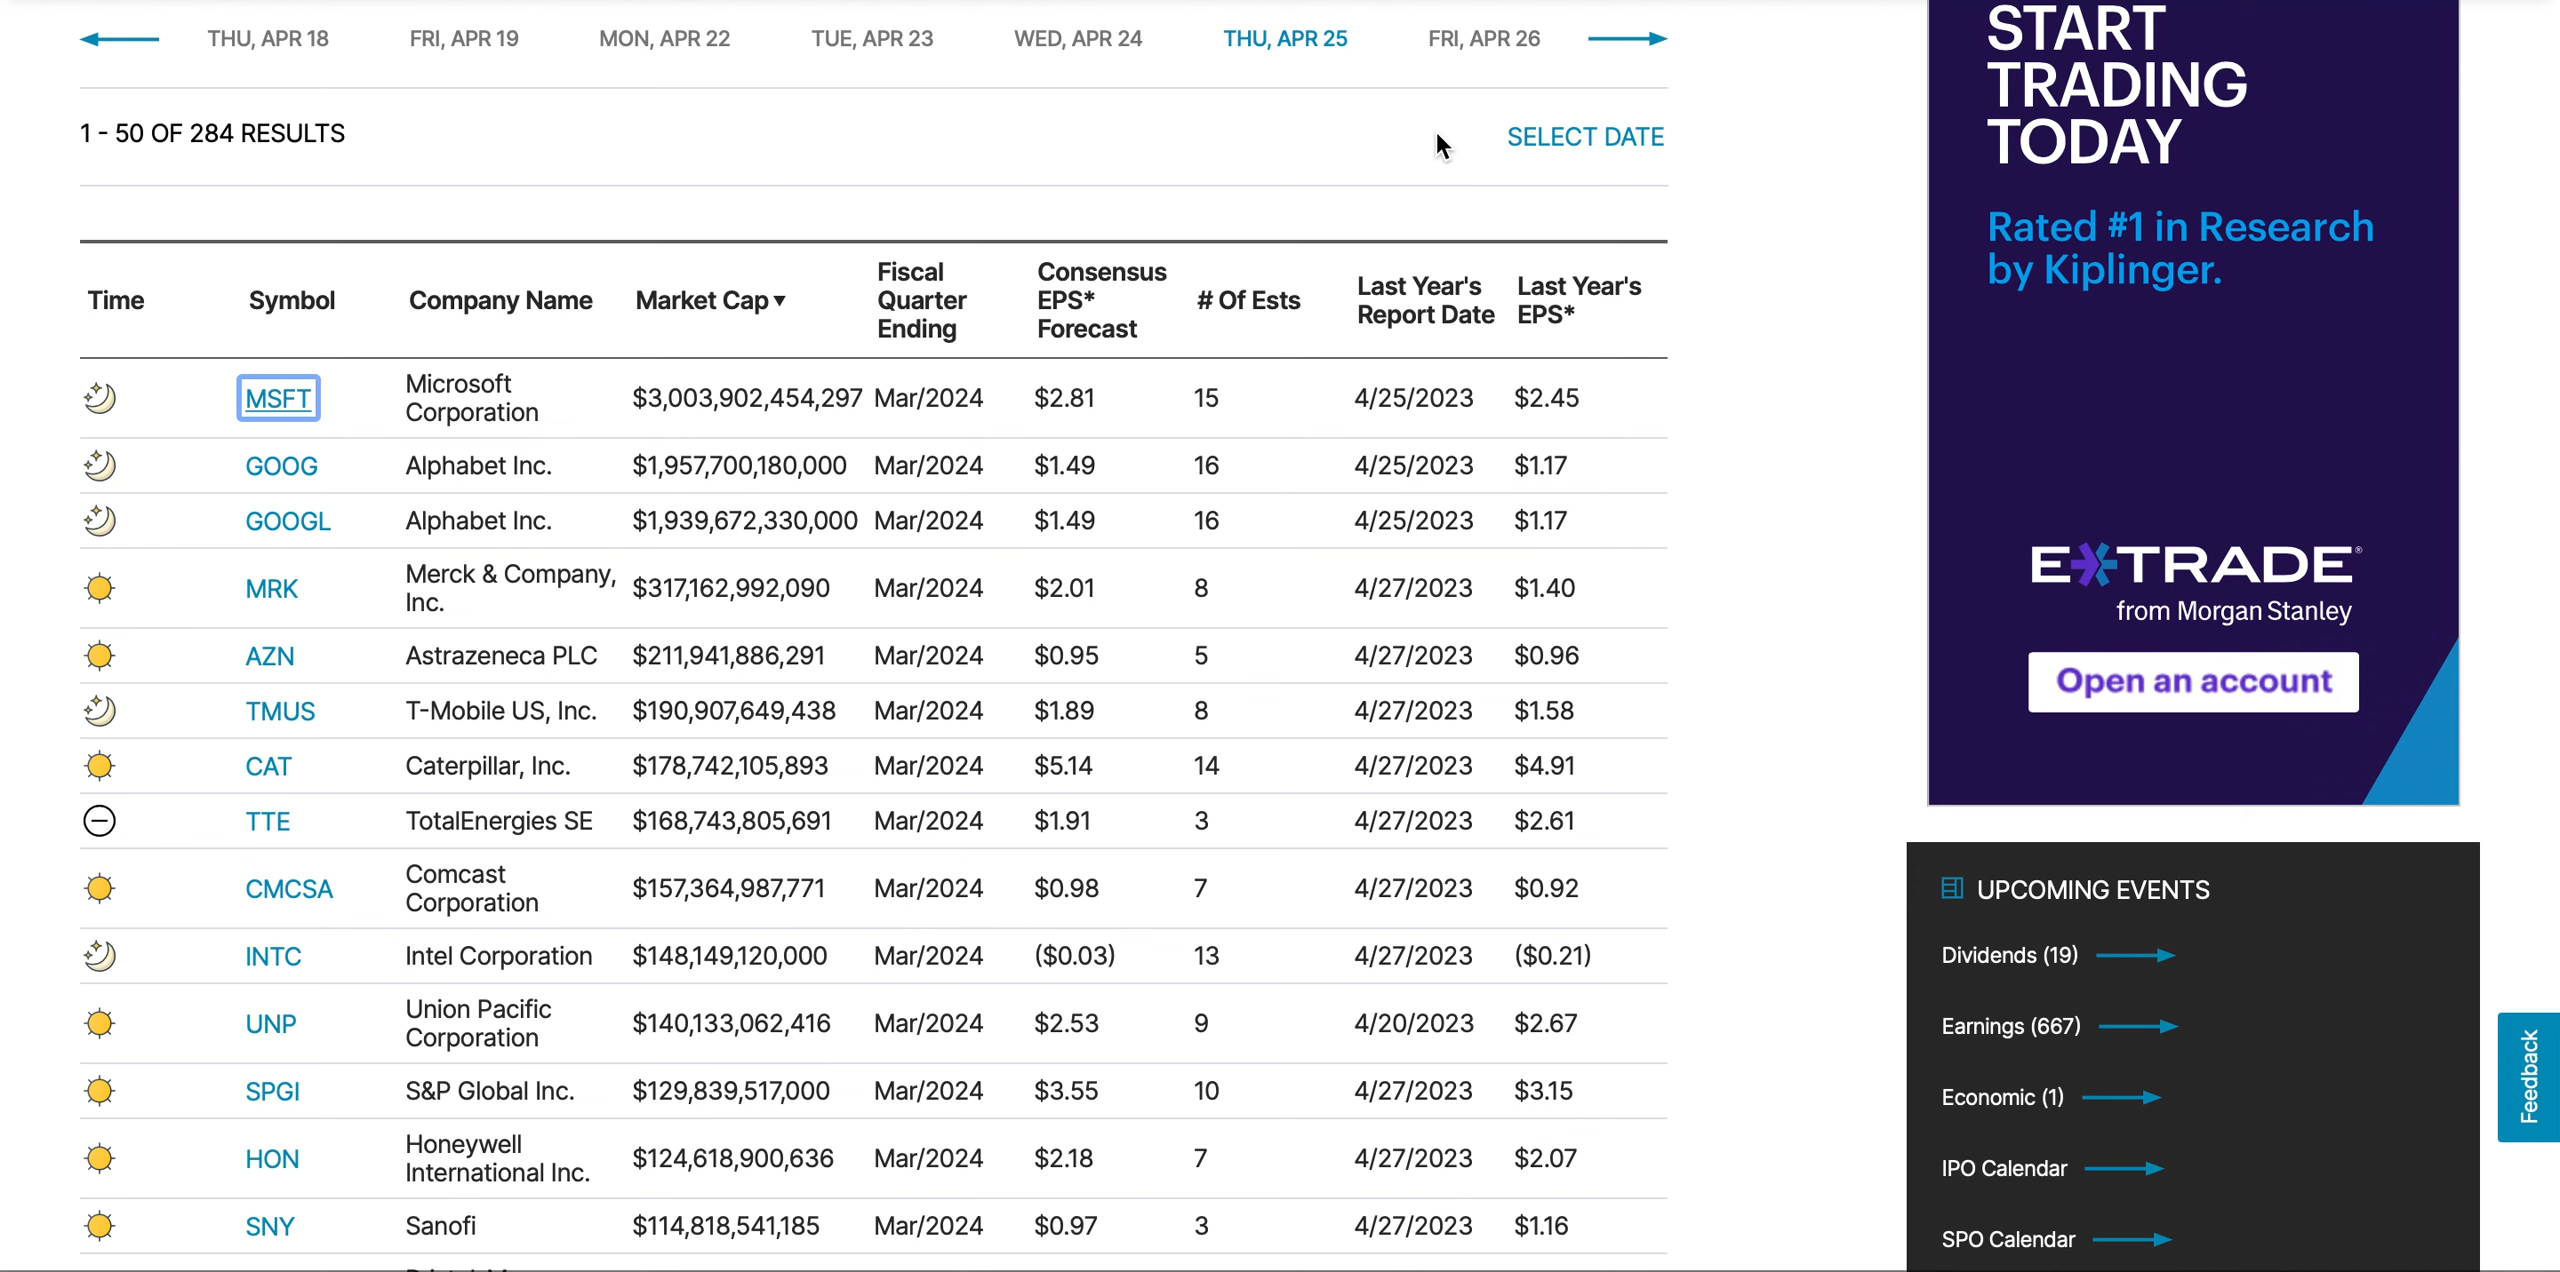 THU, APR 18 FRI, APR 19 MON, APR 22 TUE, APR 23 WED, APR 24 THU, APR 25 FRI, APR 26
1 - 50 OF 284 RESULTS
SELECT DATE
Time Symbol Company Name Market Cap ▼ Fiscal Quarter Ending Consensus EPS* Forecast # Of Ests Last Year's Report Date Last Year's EPS*
MSFT Microsoft Corporation $3,003,902,454,297 Mar/2024 $2.81 15 4/25/2023 $2.45
GOOG Alphabet Inc. $1,957,700,180,000 Mar/2024 $1.49 16 4/25/2023 $1.17
GOOGL Alphabet Inc. $1,939,672,330,000 Mar/2024 $1.49 16 4/25/2023 $1.17
MRK Merck & Company, Inc. $317,162,992,090 Mar/2024 $2.01 8 4/27/2023 $1.40
AZN Astrazeneca PLC $211,941,886,291 Mar/2024 $0.95 5 4/27/2023 $0.96
TMUS T-Mobile US, Inc. $190,907,649,438 Mar/2024 $1.89 8 4/27/2023 $1.58
CAT Caterpillar, Inc. $178,742,105,893 Mar/2024 $5.14 14 4/27/2023 $4.91
TTE TotalEnergies SE $168,743,805,691 Mar/2024 $1.91 3 4/27/2023 $2.61
CMCSA Comcast Corporation $157,364,987,771 Mar/2024 $0.98 7 4/27/2023 $0.92
INTC Intel Corporation $148,149,120,000 Mar/2024 ($0.03) 13 4/27/2023 ($0.21)
UNP Union Pacific Corporation $140,133,062,416 Mar/2024 $2.53 9 4/20/2023 $2.67
SPGI S&P Global Inc. $129,839,517,000 Mar/2024 $3.55 10 4/27/2023 $3.15
HON Honeywell International Inc. $124,618,900,636 Mar/2024 $2.18 7 4/27/2023 $2.07
SNY Sanofi $114,818,541,185 Mar/2024 $0.97 3 4/27/2023 $1.16
START
TRADING
TODAY
Rated #1 in Research
by Kiplinger.
E*TRADE®
from Morgan Stanley
Open an account
UPCOMING EVENTS
Dividends (19)
Earnings (667)
Economic (1)
IPO Calendar
SPO Calendar
Feedback